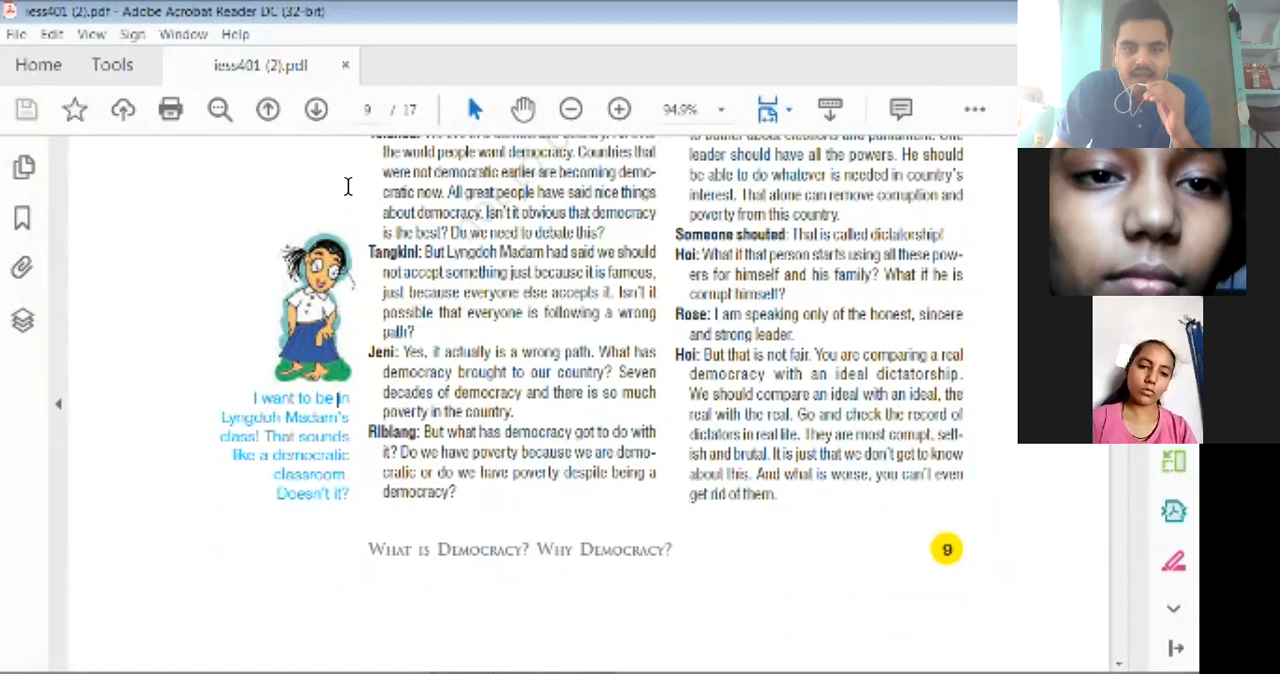 iess401 (2).pdf - Adobe Acrobat Reader DC (32-bit)
File Edit View Sign Window Help
Home Tools iess401 (2).pdf ×
9 / 17 94.9%
the world people want democracy. Countries that
were not democratic earlier are becoming demo-
cratic now. All great people have said nice things
about democracy. Isn't it obvious that democracy
is the best? Do we need to debate this?
Tangkini: But Lyngdoh Madam had said we should
not accept something just because it is famous,
just because everyone else accepts it. Isn't it
possible that everyone is following a wrong
path?
Jeni: Yes, it actually is a wrong path. What has
democracy brought to our country? Seven
decades of democracy and there is so much
poverty in the country.
Riblang: But what has democracy got to do with
it? Do we have poverty because we are demo-
cratic or do we have poverty despite being a
democracy?
I want to be in
Lyngdoh Madam's
class! That sounds
like a democratic
classroom.
Doesn't it?
to bother about elections and parliament. One
leader should have all the powers. He should
be able to do whatever is needed in country's
interest. That alone can remove corruption and
poverty from this country.
Someone shouted: That is called dictatorship!
Hoi: What if that person starts using all these pow-
ers for himself and his family? What if he is
corrupt himself?
Rose: I am speaking only of the honest, sincere
and strong leader.
Hoi: But that is not fair. You are comparing a real
democracy with an ideal dictatorship.
We should compare an ideal with an ideal, the
real with the real. Go and check the record of
dictators in real life. They are most corrupt, self-
ish and brutal. It is just that we don't get to know
about this. And what is worse, you can't even
get rid of them.
WHAT IS DEMOCRACY? WHY DEMOCRACY?
9